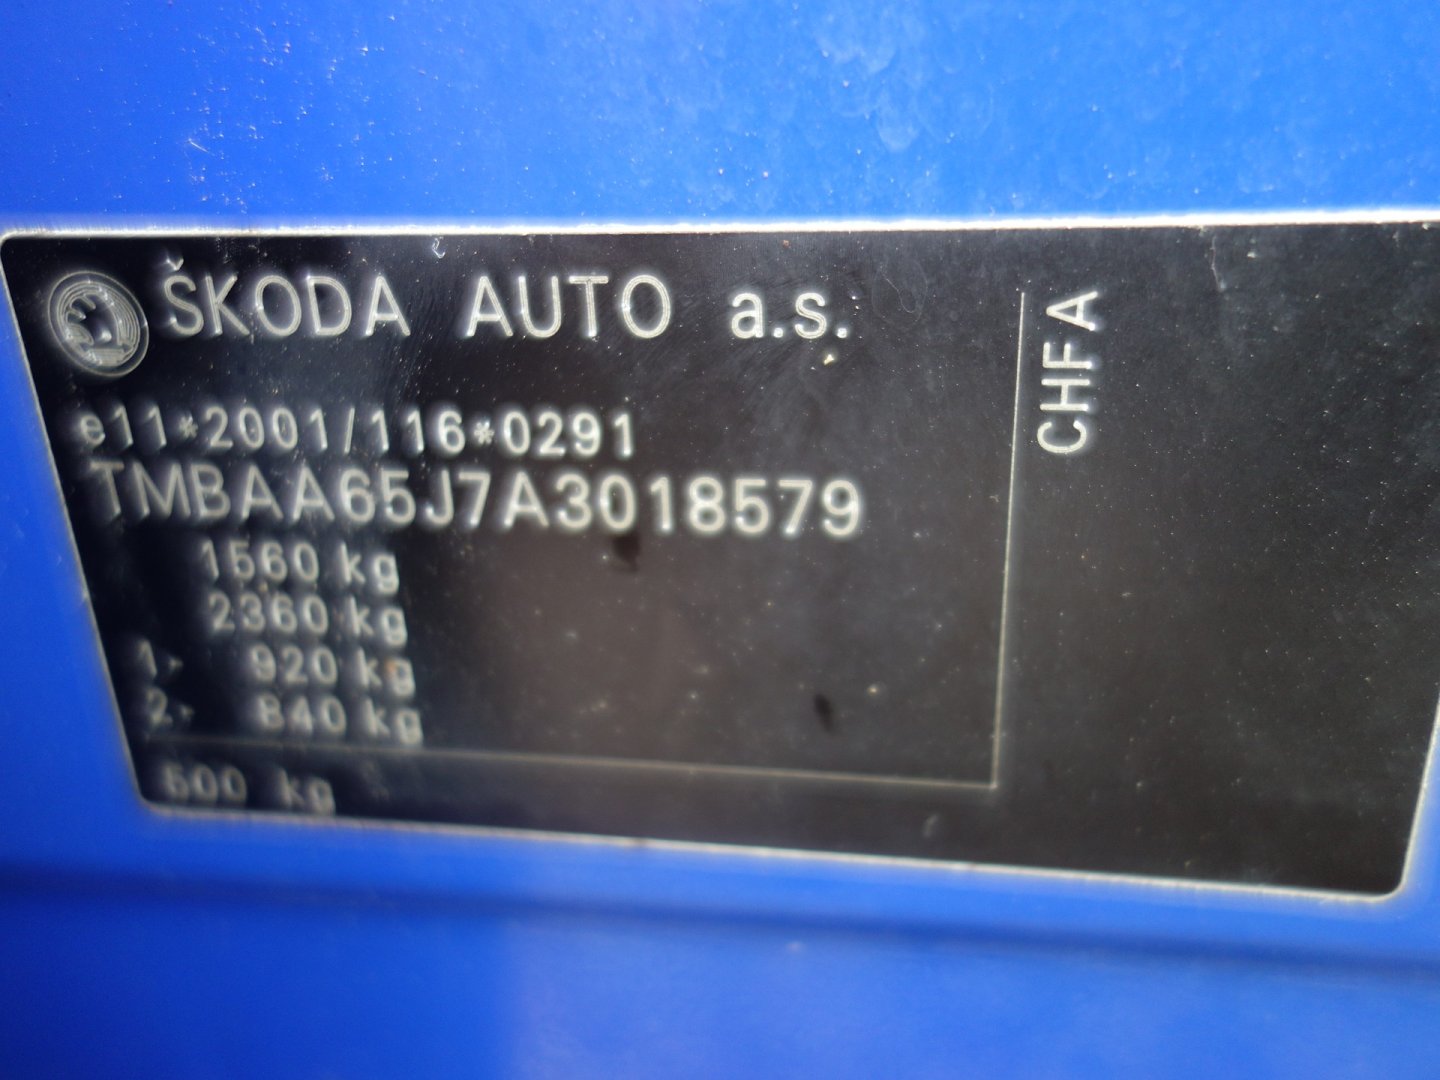 ŠKODA AUTO a.s.
e11*2001/116*0291
TMBAA65J7A3018579
1560 kg
2360 kg
1- 920 kg
2- 840 kg
500 kg
CHFA